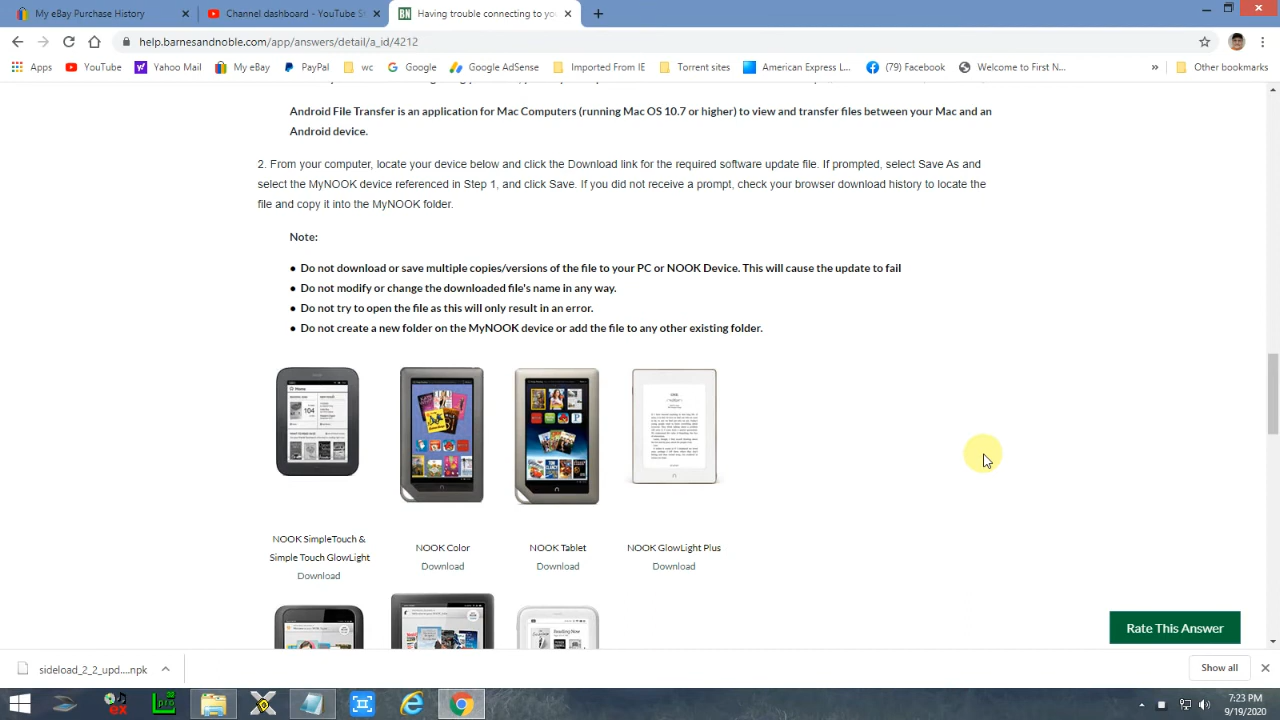 My eBay Purchase History
Channel dashboard - YouTube St
BN
Having trouble connecting to yo
help.barnesandnoble.com/app/answers/detail/a_id/4212
Apps
YouTube
Yahoo Mail
My eBay
PayPal
wc
Google
Google AdSense
Imported From IE
Torrent sites
American Express L...
(79) Facebook
Welcome to First N...
»
Other bookmarks
Android File Transfer is an application for Mac Computers (running Mac OS 10.7 or higher) to view and transfer files between your Mac and an
Android device.
2. From your computer, locate your device below and click the Download link for the required software update file. If prompted, select Save As and
select the MyNOOK device referenced in Step 1, and click Save. If you did not receive a prompt, check your browser download history to locate the
file and copy it into the MyNOOK folder.
Note:
• Do not download or save multiple copies/versions of the file to your PC or NOOK Device. This will cause the update to fail
• Do not modify or change the downloaded file's name in any way.
• Do not try to open the file as this will only result in an error.
• Do not create a new folder on the MyNOOK device or add the file to any other existing folder.
Home
104
NOOK SimpleTouch &
Simple Touch GlowLight
Download
NOOK Color
Download
NOOK Tablet
Download
NOOK GlowLight Plus
Download
Reading Now
Rate This Answer
sideload_2_2_upd....npk
Show all
ex
pro
7:23 PM
9/19/2020